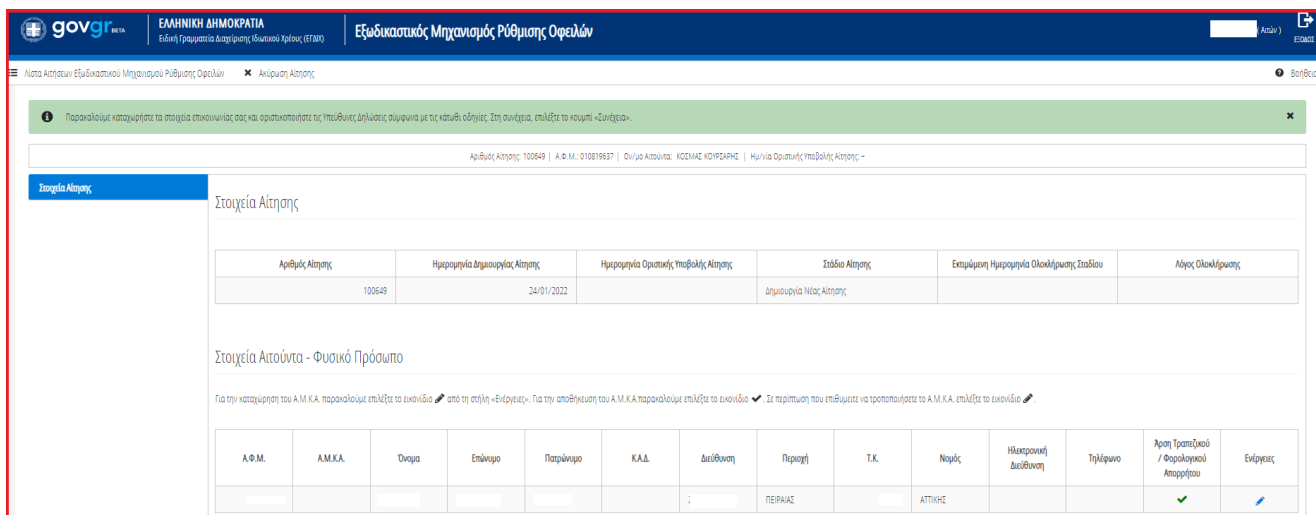 govgr BETA
ΕΛΛΗΝΙΚΗ ΔΗΜΟΚΡΑΤΙΑ
Ειδική Γραμματεία Διαχείρισης Ιδιωτικού Χρέους (ΕΓΔΙΧ)
Εξωδικαστικός Μηχανισμός Ρύθμισης Οφειλών
( Αιτών )
ΕΞΟΔΟΣ
Λίστα Αιτήσεων Εξωδικαστικού Μηχανισμού Ρύθμισης Οφειλών ✖ Ακύρωση Αίτησης
Βοήθεια
Παρακαλούμε καταχωρήστε τα στοιχεία επικοινωνίας σας και οριστικοποιήστε τις Υπεύθυνες Δηλώσεις σύμφωνα με τις κάτωθι οδηγίες. Στη συνέχεια, επιλέξτε το κουμπί «Συνέχεια».
Αριθμός Αίτησης: 100649 | Α.Φ.Μ.: 010819637 | Ον/μο Αιτούντα: ΚΟΣΜΑΣ ΚΟΥΡΣΑΡΗΣ | Ημ/νία Οριστικής Υποβολής Αίτησης: –
Στοιχεία Αίτησης
Στοιχεία Αίτησης
Αριθμός Αίτησης Ημερομηνία Δημιουργίας Αίτησης Ημερομηνία Οριστικής Υποβολής Αίτησης Στάδιο Αίτησης Εκτιμώμενη Ημερομηνία Ολοκλήρωσης Σταδίου Λόγος Ολοκλήρωσης
100649 24/01/2022 Δημιουργία Νέας Αίτησης
Στοιχεία Αιτούντα - Φυσικό Πρόσωπο
Για την καταχώρηση του Α.Μ.Κ.Α. παρακαλούμε επιλέξτε το εικονίδιο από τη στήλη «Ενέργειες». Για την αποθήκευση του Α.Μ.Κ.Α.παρακαλούμε επιλέξτε το εικονίδιο ✔ . Σε περίπτωση που επιθυμείτε να τροποποιήσετε το Α.Μ.Κ.Α. επιλέξτε το εικονίδιο .
Α.Φ.Μ. Α.Μ.Κ.Α. Όνομα Επώνυμο Πατρώνυμο Κ.Α.Δ. Διεύθυνση Περιοχή Τ.Κ. Νομός Ηλεκτρονική Διεύθυνση Τηλέφωνο Άρση Τραπεζικού / Φορολογικού Απορρήτου Ενέργειες
ΠΕΙΡΑΙΑΣ ΑΤΤΙΚΗΣ